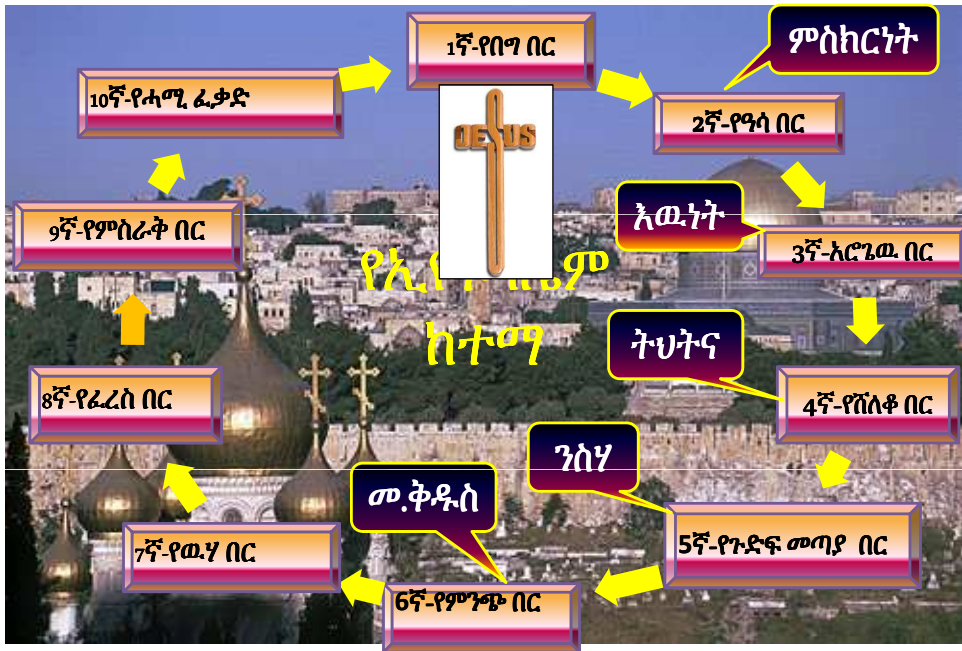 1ኛ-የበግ በር
ምስክርነት
2ኛ-የዓሳ በር
እዉነት
3ኛ-አሮጌዉ በር
ትህትና
4ኛ-የሸለቆ በር
ንስሃ
5ኛ-የጉድፍ መጣያ በር
መ.ቅዱስ
6ኛ-የምንጭ በር
7ኛ-የዉሃ በር
8ኛ-የፈረስ በር
9ኛ-የምስራቅ በር
10ኛ-የሓሚ ፈቃድ
JESUS
ከተማ